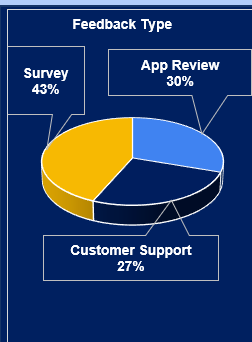 Feedback Type
Survey
43%
App Review
30%
Customer Support
27%